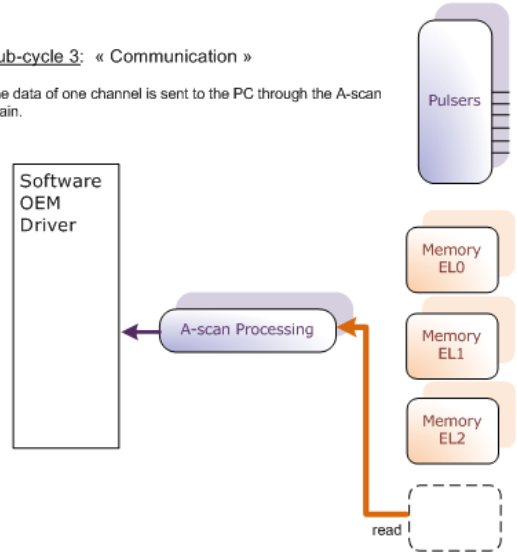 ub-cycle 3: « Communication »
e data of one channel is sent to the PC through the A-scan
ain.
Pulsers
Software
OEM
Driver
Memory
EL0
A-scan Processing
Memory
EL1
Memory
EL2
read